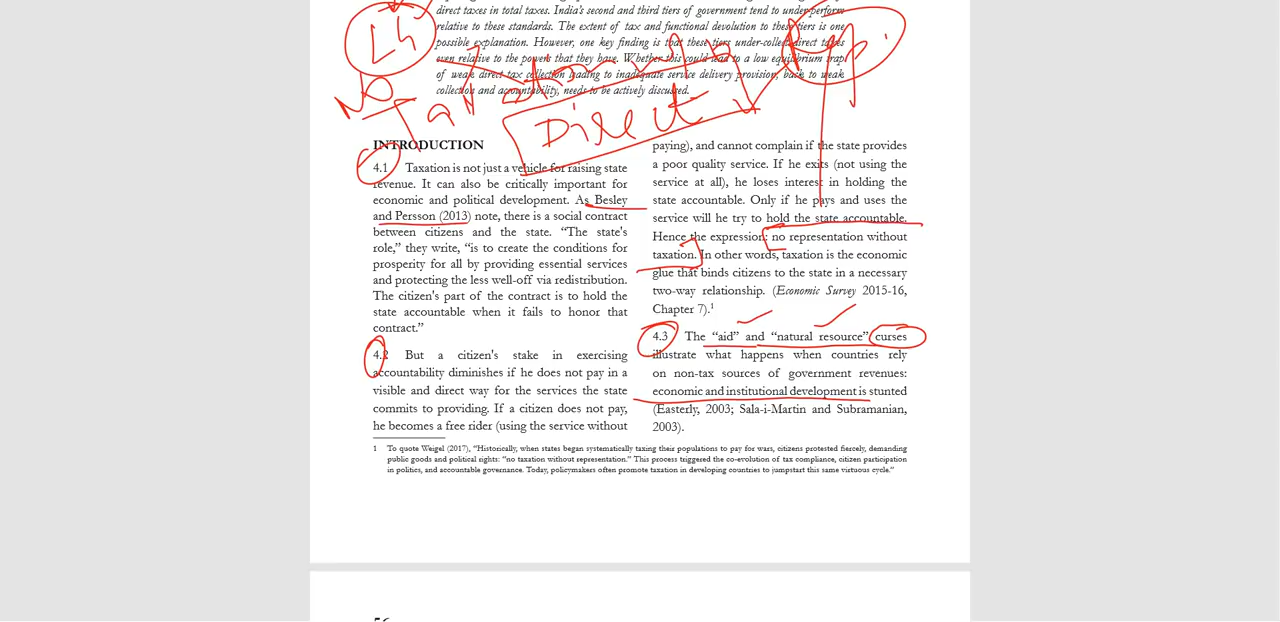 direct taxes in total taxes. India's second and third tiers of government tend to under-perform
relative to these standards. The extent of tax and functional devolution to these tiers is one
possible explanation. However, one key finding is that these tiers under-collect direct taxes
even relative to the powers that they have. Whether this could lead to a low equilibrium trap
of weak direct tax collection leading to inadequate service delivery provision, back to weak
collection and accountability, needs to be actively discussed.
NO
Direct
INTRODUCTION
4.1 Taxation is not just a vehicle for raising state
revenue. It can also be critically important for
economic and political development. As Besley
and Persson (2013) note, there is a social contract
between citizens and the state. “The state's
role,” they write, “is to create the conditions for
prosperity for all by providing essential services
and protecting the less well-off via redistribution.
The citizen's part of the contract is to hold the
state accountable when it fails to honor that
contract.”
4.2 But a citizen's stake in exercising
accountability diminishes if he does not pay in a
visible and direct way for the services the state
commits to providing. If a citizen does not pay,
he becomes a free rider (using the service without
paying), and cannot complain if the state provides
a poor quality service. If he exits (not using the
service at all), he loses interest in holding the
state accountable. Only if he pays and uses the
service will he try to hold the state accountable.
Hence the expression: no representation without
taxation. In other words, taxation is the economic
glue that binds citizens to the state in a necessary
two-way relationship. (Economic Survey 2015-16,
Chapter 7).1
4.3 The “aid” and “natural resource” curses
illustrate what happens when countries rely
on non-tax sources of government revenues:
economic and institutional development is stunted
(Easterly, 2003; Sala-i-Martin and Subramanian,
2003).
1 To quote Weigel (2017), “Historically, when states began systematically taxing their populations to pay for wars, citizens protested fiercely, demanding
public goods and political rights: “no taxation without representation.” This process triggered the co-evolution of tax compliance, citizen participation
in politics, and accountable governance. Today, policymakers often promote taxation in developing countries to jumpstart this same virtuous cycle.”